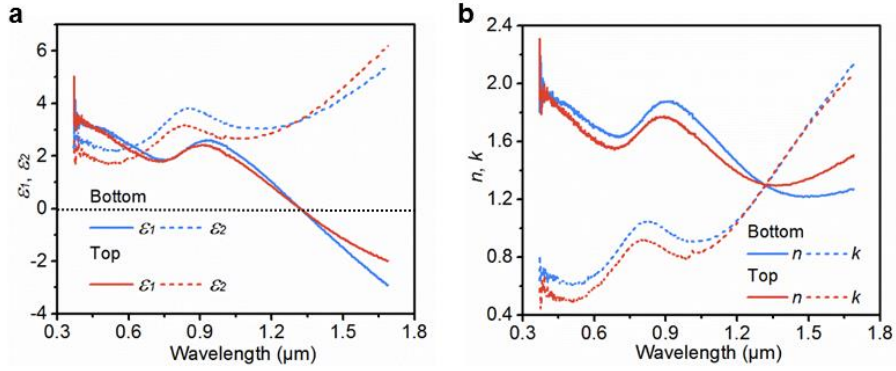 a
6
4
2
0
-2
-4
ε1, ε2
Bottom
ε1 ε2
Top
ε1 ε2
0.3 0.6 0.9 1.2 1.5 1.8
Wavelength (μm)
b
2.4
2.0
1.6
1.2
0.8
0.4
n, k
Bottom
n k
Top
n k
0.3 0.6 0.9 1.2 1.5 1.8
Wavelength (μm)